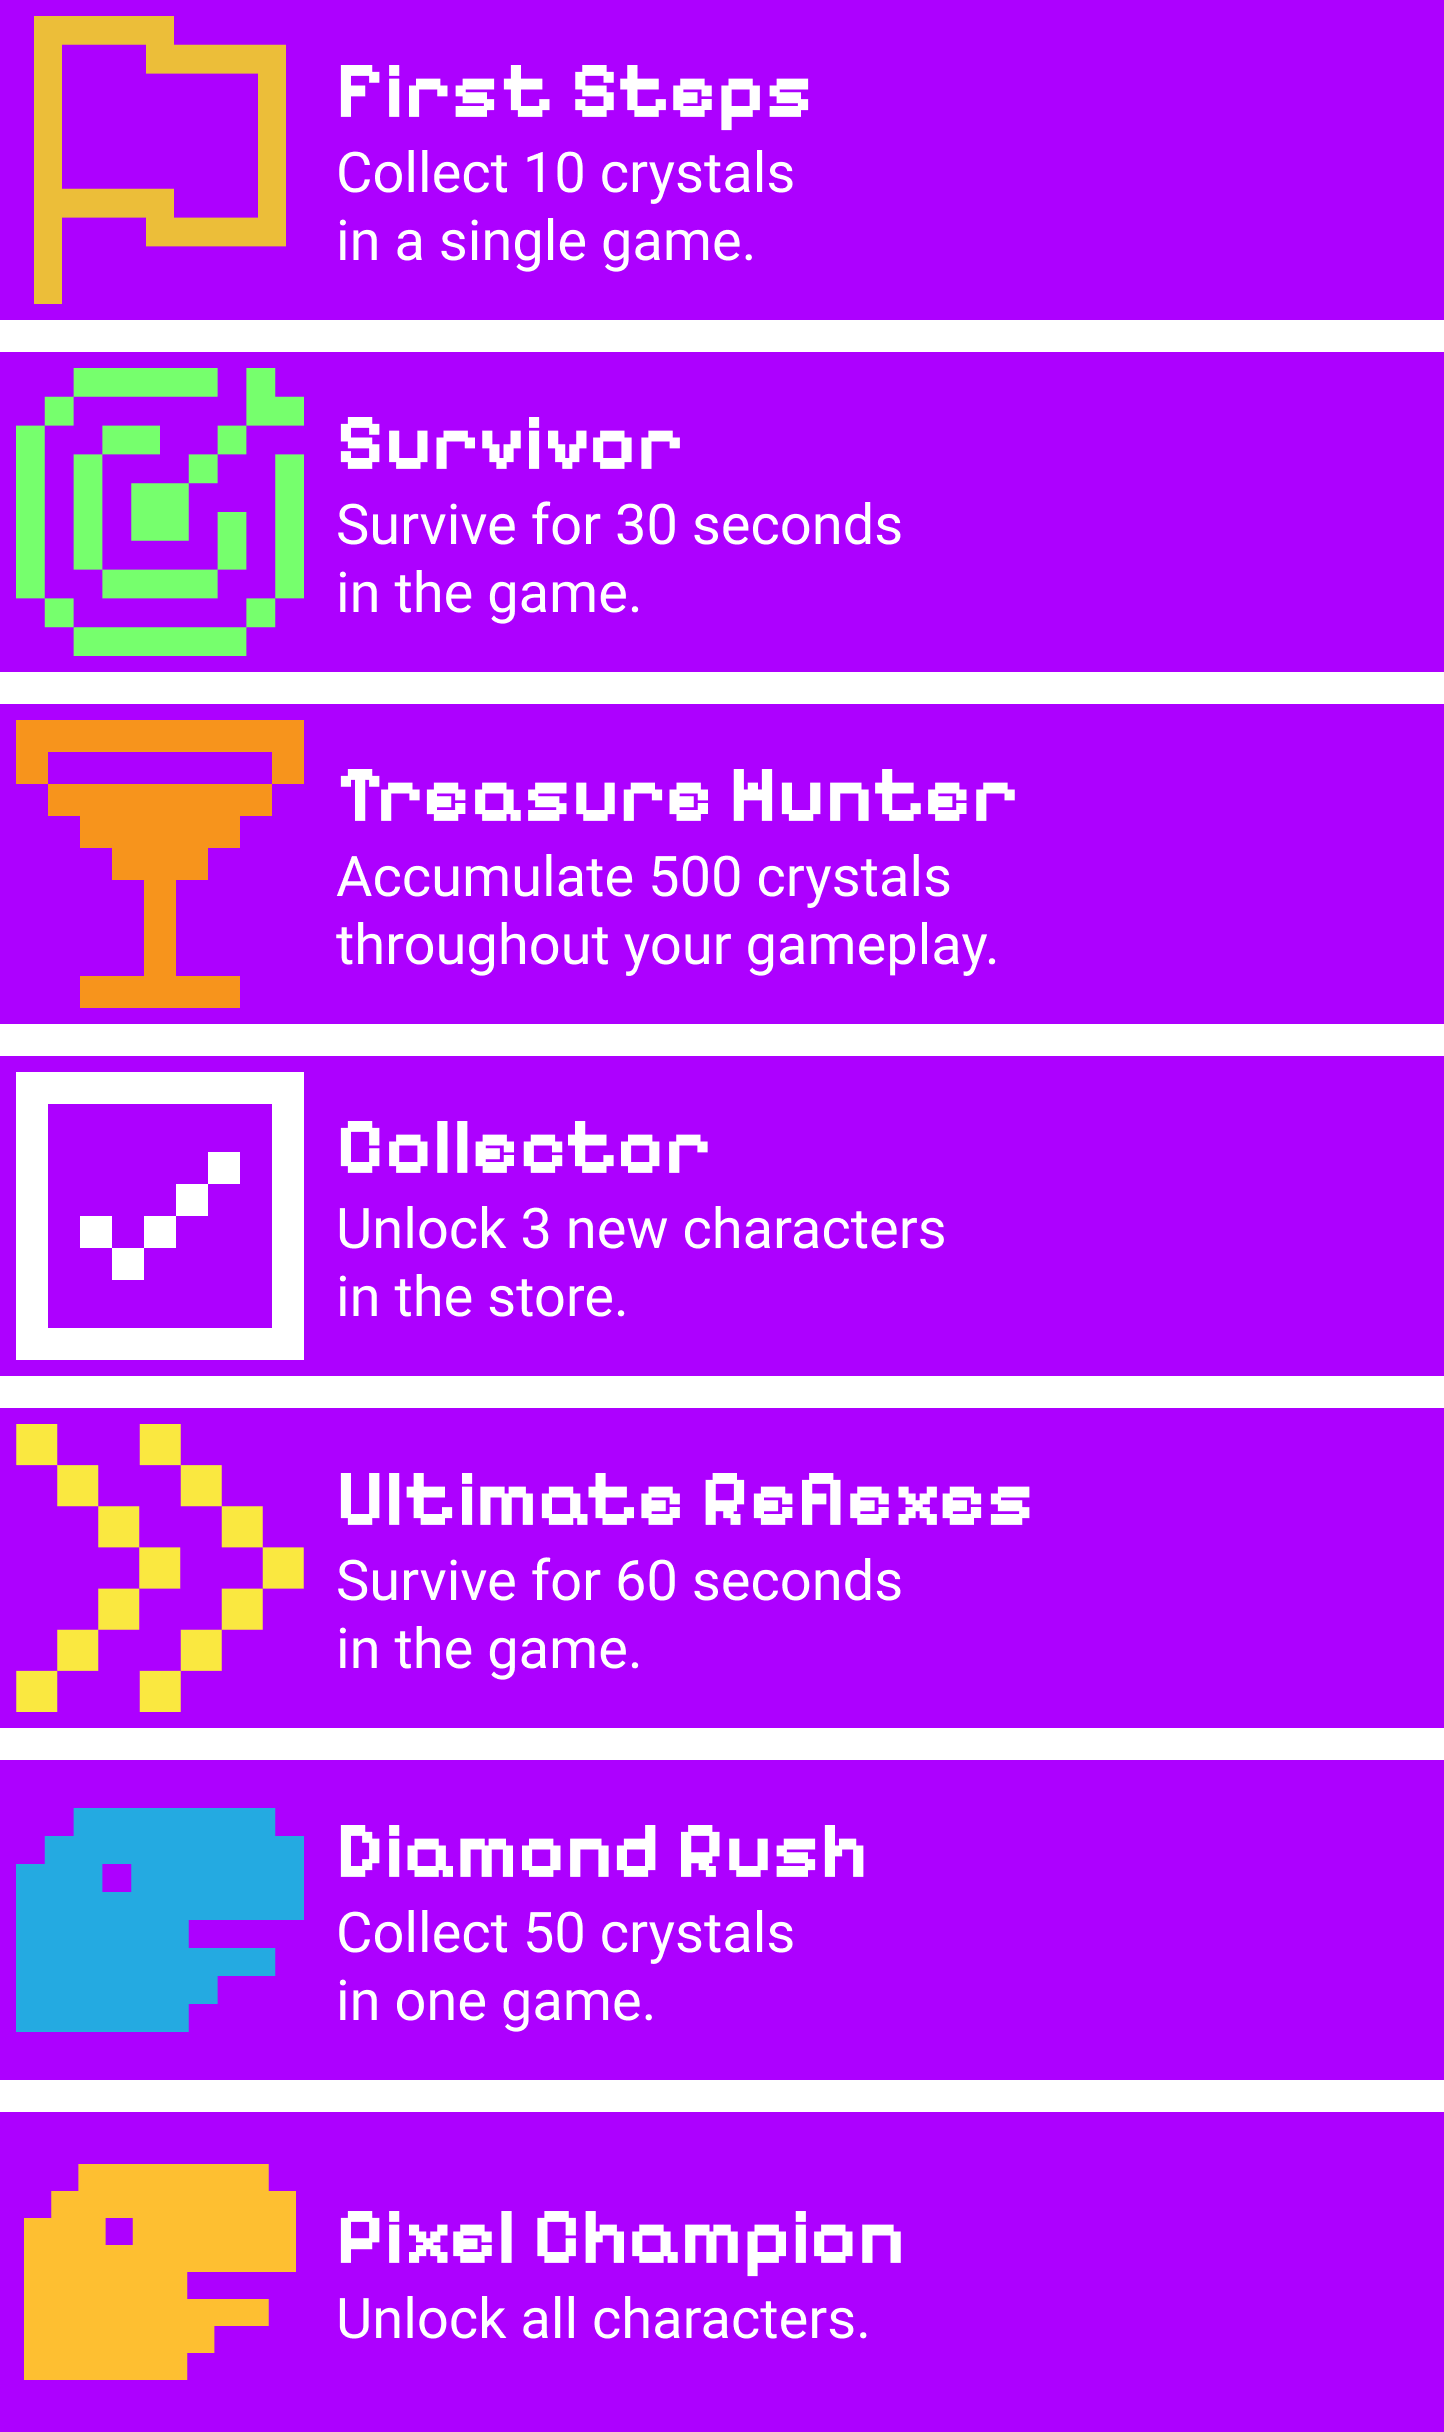 First Steps
Collect 10 crystals
in a single game.
Survivor
Survive for 30 seconds
in the game.
Treasure Hunter
Accumulate 500 crystals
throughout your gameplay.
Collector
Unlock 3 new characters
in the store.
Ultimate Reflexes
Survive for 60 seconds
in the game.
Diamond Rush
Collect 50 crystals
in one game.
Pixel Champion
Unlock all characters.